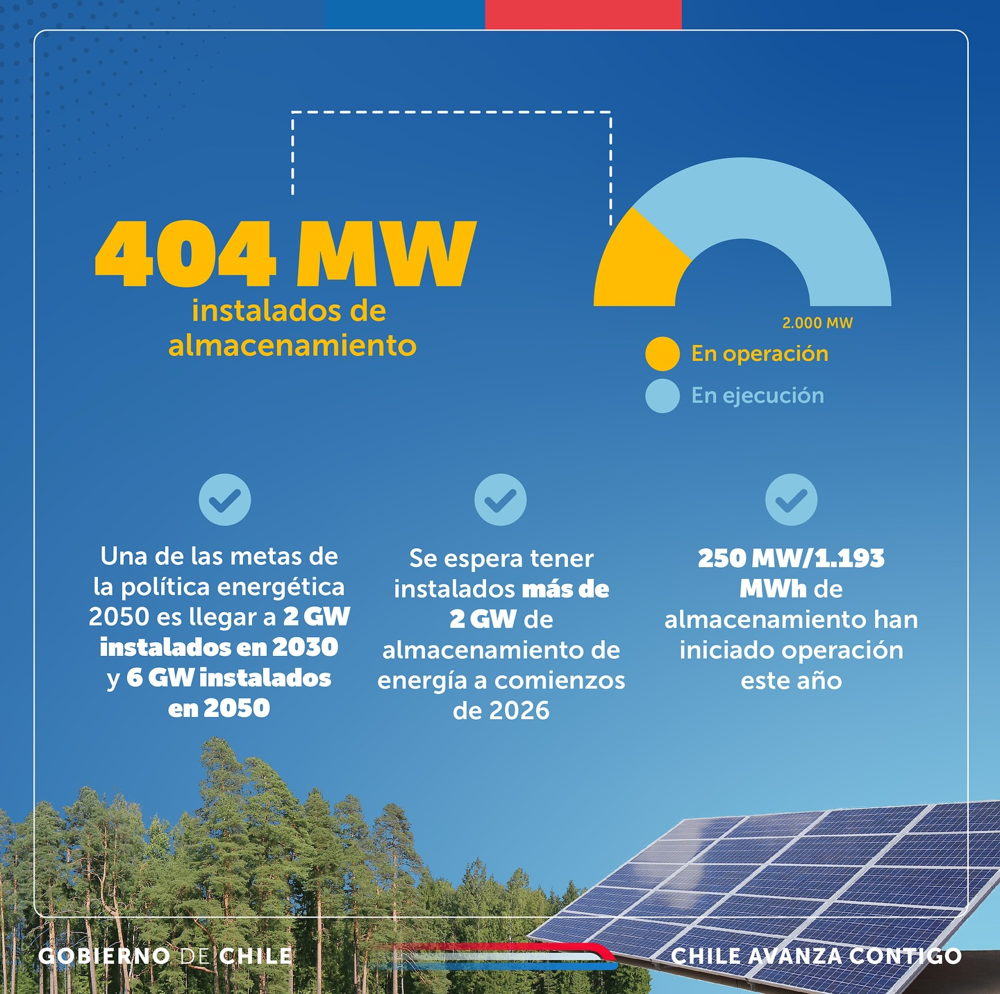 404 MW
instalados de
almacenamiento
2.000 MW
En operación
En ejecución
Una de las metas de
la política energética
2050 es llegar a 2 GW
instalados en 2030
y 6 GW instalados
en 2050
Se espera tener
instalados más de
2 GW de
almacenamiento de
energía a comienzos
de 2026
250 MW/1.193
MWh de
almacenamiento han
iniciado operación
este año
GOBIERNO DE CHILE
CHILE AVANZA CONTIGO